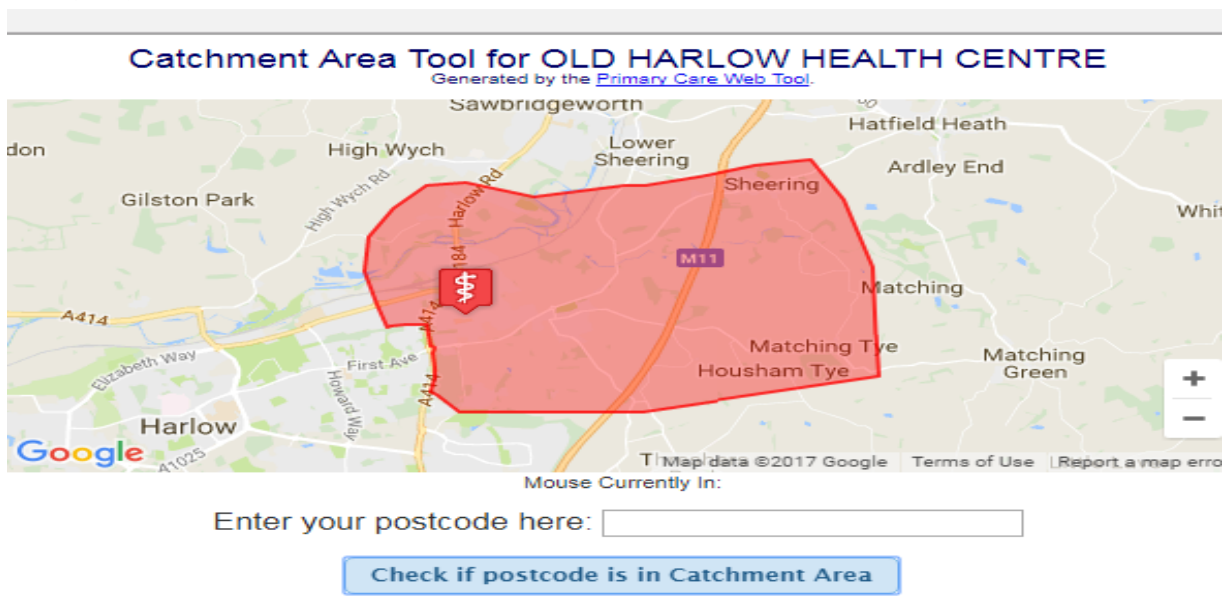 Catchment Area Tool for OLD HARLOW HEALTH CENTRE
Generated by the Primary Care Web Tool.
Sawbridgeworth
Hatfield Heath
High Wych
Lower
Sheering
Ardley End
Sheering
Gilston Park
High Wych Rd
Harlow Rd
184
M11
Matching
A414
A414
Elizabeth Way
First Ave
Howard Way
A414
Matching Tye
Housham Tye
Matching
Green
+
−
Harlow
Google
A1025
Map data ©2017 Google
Terms of Use
Report a map erro
Mouse Currently In:
Enter your postcode here:
Check if postcode is in Catchment Area